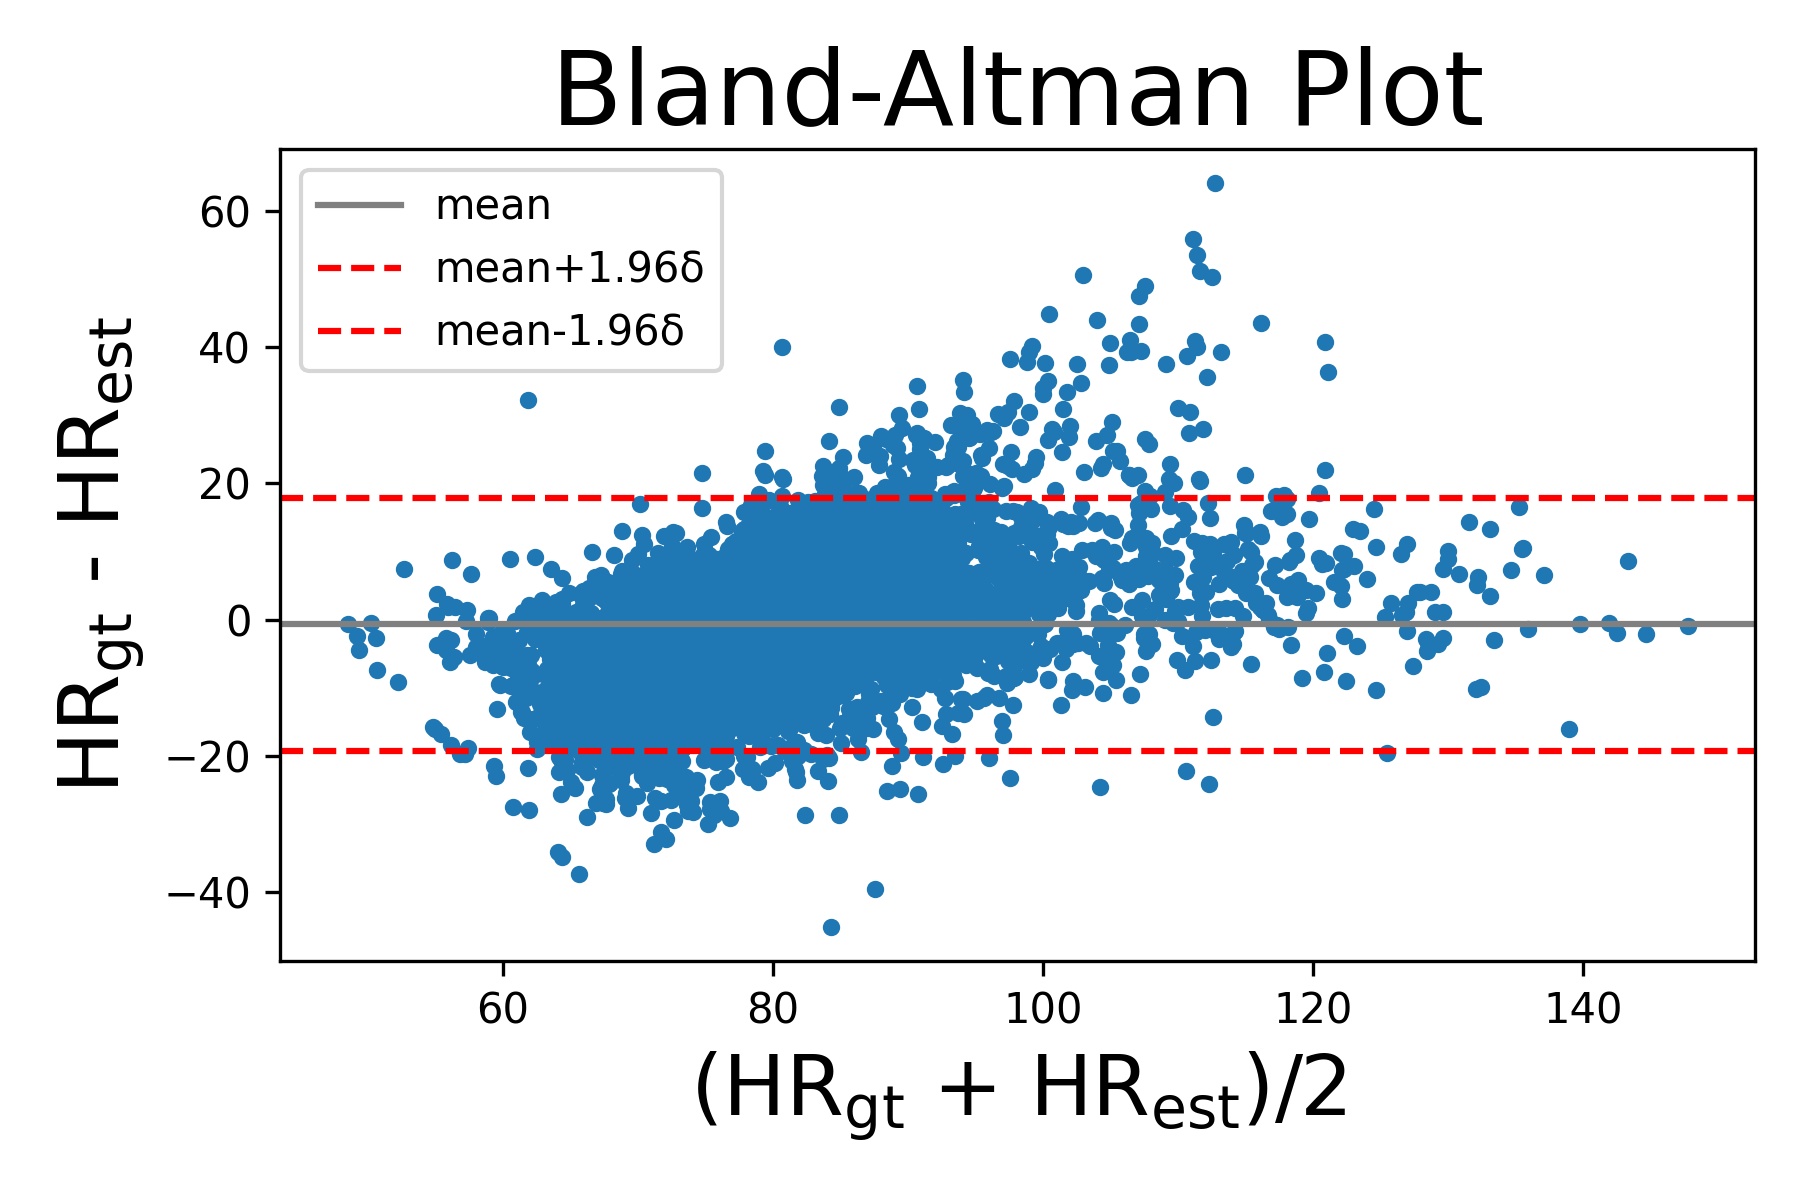 Bland-Altman Plot
mean
mean+1.96δ
mean-1.96δ
HRgt - HRest
60
40
20
0
−20
−40
60 80 100 120 140
(HRgt + HRest)/2